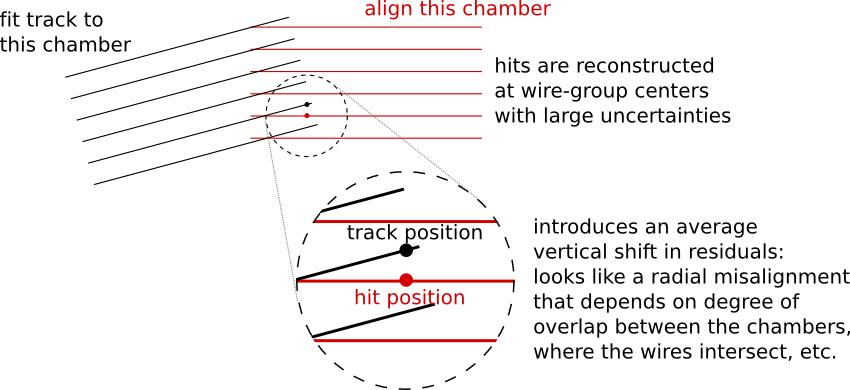 fit track to
this chamber
align this chamber
hits are reconstructed
at wire-group centers
with large uncertainties
track position
hit position
introduces an average
vertical shift in residuals:
looks like a radial misalignment
that depends on degree of
overlap between the chambers,
where the wires intersect, etc.